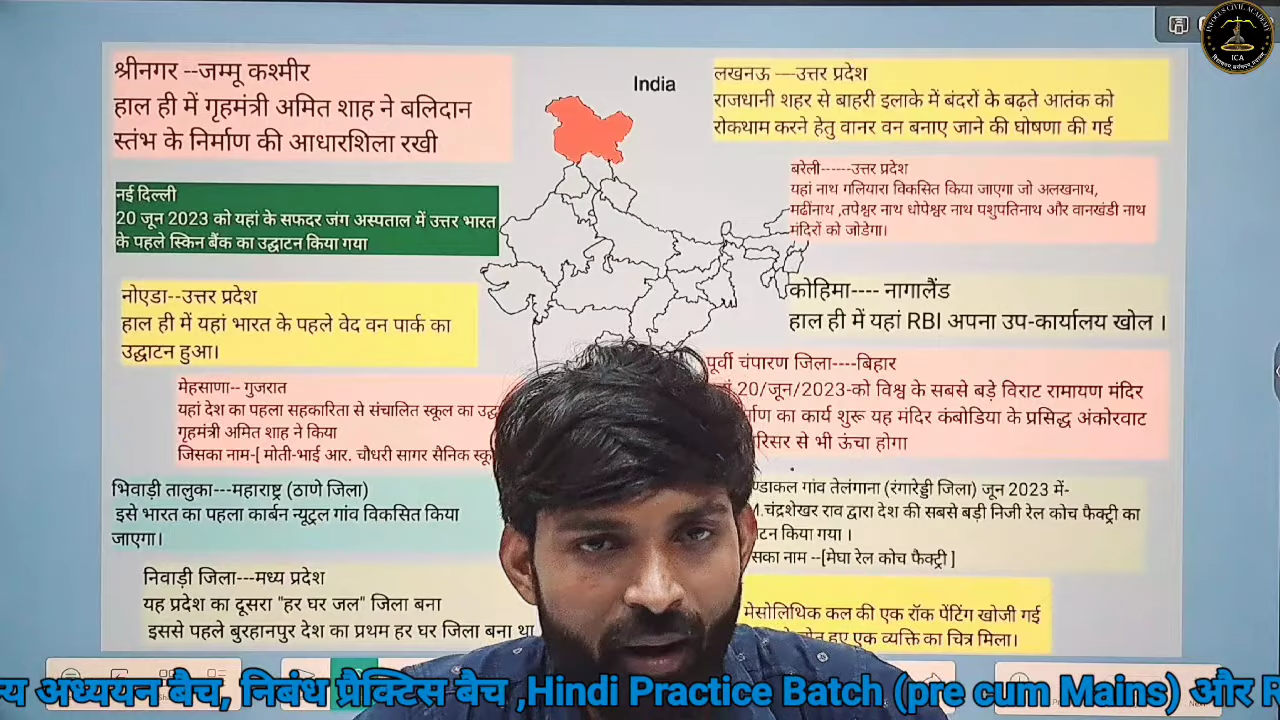 श्रीनगर --जम्मू कश्मीर
हाल ही में गृहमंत्री अमित शाह ने बलिदान
स्तंभ के निर्माण की आधारशिला रखी
नई दिल्ली
20 जून 2023 को यहां के सफदर जंग अस्पताल में उत्तर भारत
के पहले स्किन बैंक का उद्घाटन किया गया
नोएडा--उत्तर प्रदेश
हाल ही में यहां भारत के पहले वेद वन पार्क का
उद्घाटन हुआ।
मेहसाणा-- गुजरात
यहां देश का पहला सहकारिता से संचालित स्कूल का
गृहमंत्री अमित शाह ने किया
जिसका नाम-[ मोती-भाई आर. चौधरी सागर सैनिक
भिवाड़ी तालुका---महाराष्ट्र (ठाणे जिला)
इसे भारत का पहला कार्बन न्यूट्रल गांव विकसित किया
जाएगा।
निवाड़ी जिला---मध्य प्रदेश
यह प्रदेश का दूसरा "हर घर जल" जिला बना
इससे पहले बुरहानपुर देश का प्रथम हर घर जिला बना था
India
लखनऊ ---उत्तर प्रदेश
राजधानी शहर से बाहरी इलाके में बंदरों के बढ़ते आतंक को
रोकथाम करने हेतु वानर वन बनाए जाने की घोषणा की गई
बरेली------उत्तर प्रदेश
यहां नाथ गलियारा विकसित किया जाएगा जो अलखनाथ,
मढीनाथ ,तपेश्वर नाथ धोपेश्वर नाथ पशुपतिनाथ और वानखंडी नाथ
मंदिरों को जोडेगा।
कोहिमा---- नागालैंड
हाल ही में यहां RBI अपना उप-कार्यालय खोल ।
पूर्वी चंपारण जिला----बिहार
20/जून/2023-को विश्व के सबसे बड़े विराट रामायण मंदिर
का कार्य शुरू यह मंदिर कंबोडिया के प्रसिद्ध अंकोरवाट
से भी ऊंचा होगा
गांव तेलंगाना (रंगारेड्डी जिला) जून 2023 में-
चंद्रशेखर राव द्वारा देश की सबसे बड़ी निजी रेल कोच फैक्ट्री का
किया गया ।
नाम --[मेघा रेल कोच फैक्ट्री ]
मेसोलिथिक कल की एक रॉक पेंटिंग खोजी गई
हुए एक व्यक्ति का चित्र मिला।
INFOCUS CIVIL ACADEMY
ICA
अध्ययन बैच, निबंध प्रैक्टिस बैच ,Hindi Practice Batch (pre cum Mains) और